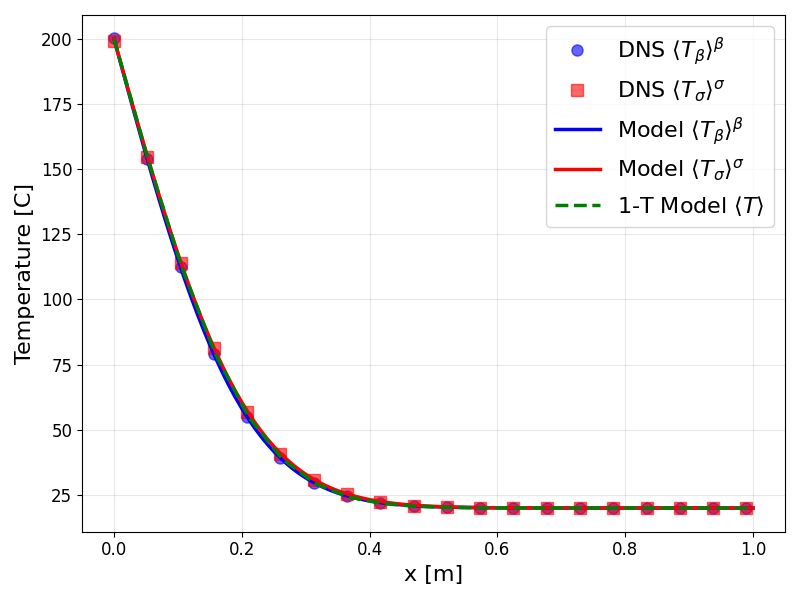 200
175
150
125
100
75
50
25
0.0 0.2 0.4 0.6 0.8 1.0
x [m]
Temperature [C]
DNS ⟨T_β⟩^β
DNS ⟨T_σ⟩^σ
Model ⟨T_β⟩^β
Model ⟨T_σ⟩^σ
1-T Model ⟨T⟩